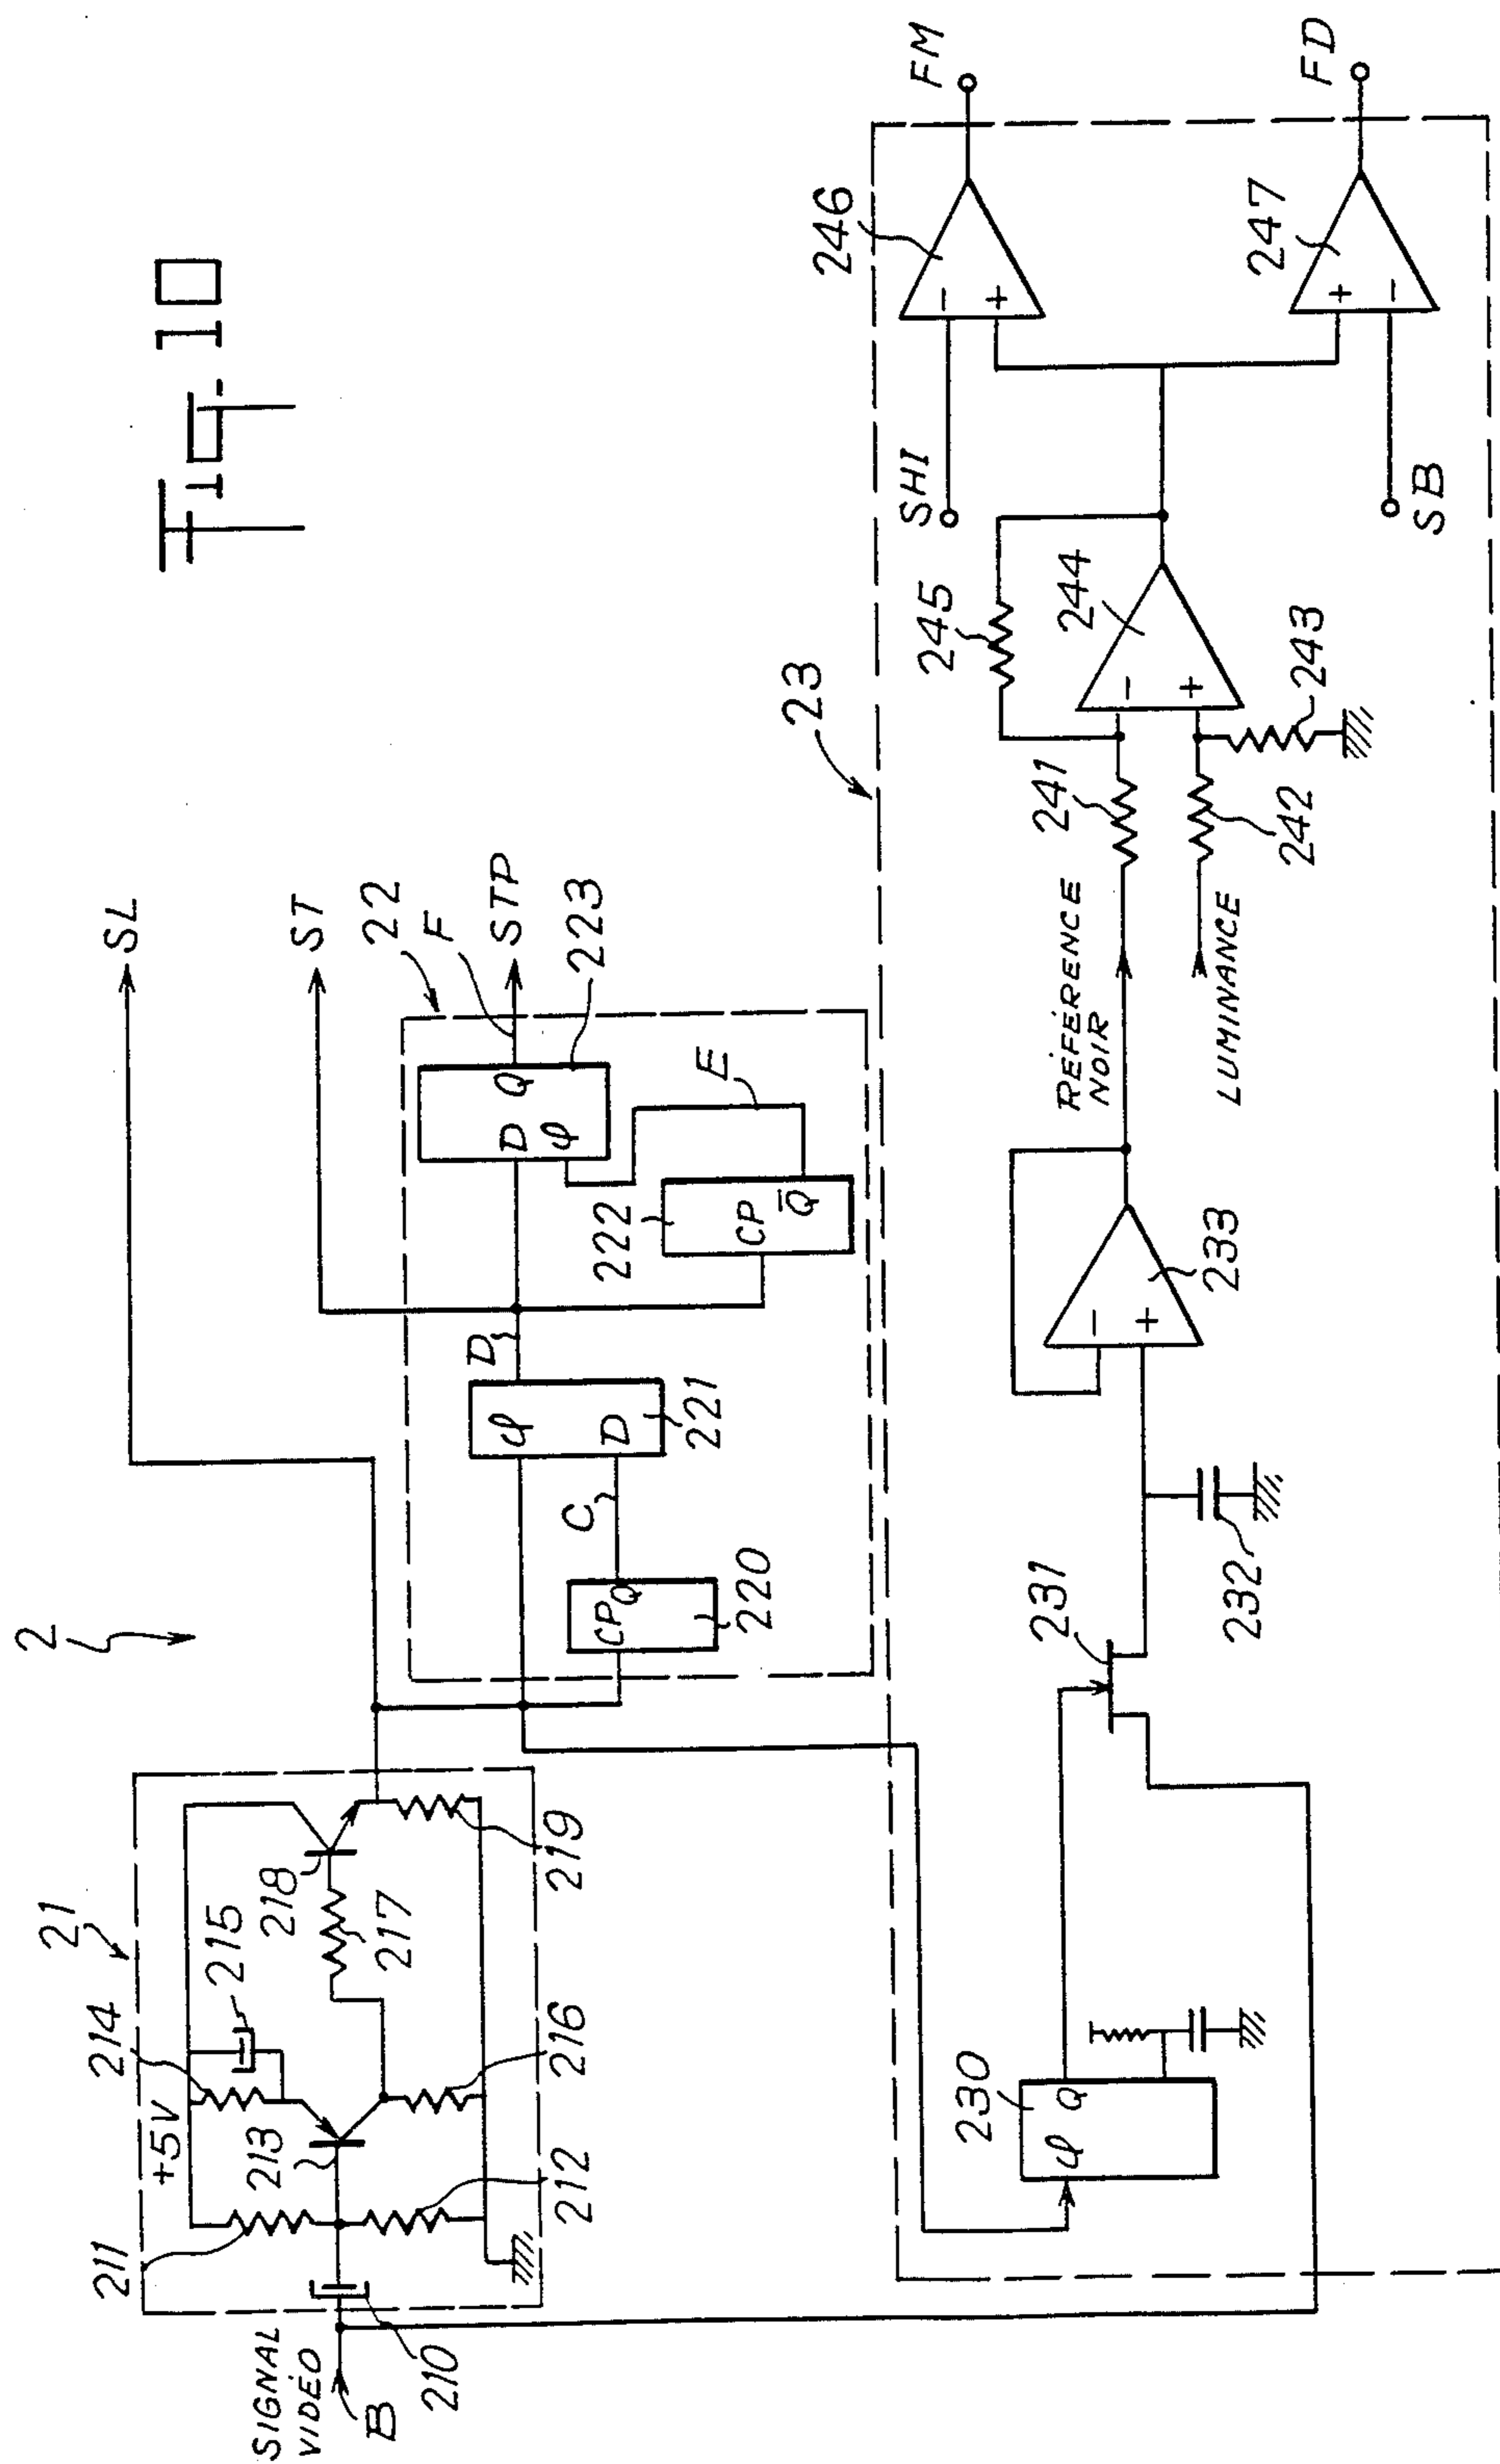 Fig. 10
2
21
SIGNAL
VIDÉO
B
210
211
+5V
214
215
213
212
216
217
218
219
SL
ST
22
F
STP
CP
Q
220
C
φ
D
221
D
D
Q
φ
223
222
CP
Q̄
E
23
230
φ
Q
231
232
-
+
233
RÉFÉRENCE
NOIR
LUMINANCE
241
242
243
-
+
244
245
SHI
SB
-
+
246
FM
+
-
247
FD